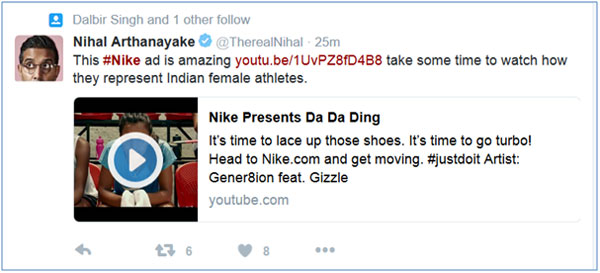 Dalbir Singh and 1 other follow
Nihal Arthanayake @TherealNihal · 25m
This #Nike ad is amazing youtu.be/1UvPZ8fD4B8 take some time to watch how
they represent Indian female athletes.
Nike Presents Da Da Ding
It's time to lace up those shoes. It's time to go turbo!
Head to Nike.com and get moving. #justdoit Artist:
Gener8ion feat. Gizzle
youtube.com
6 8